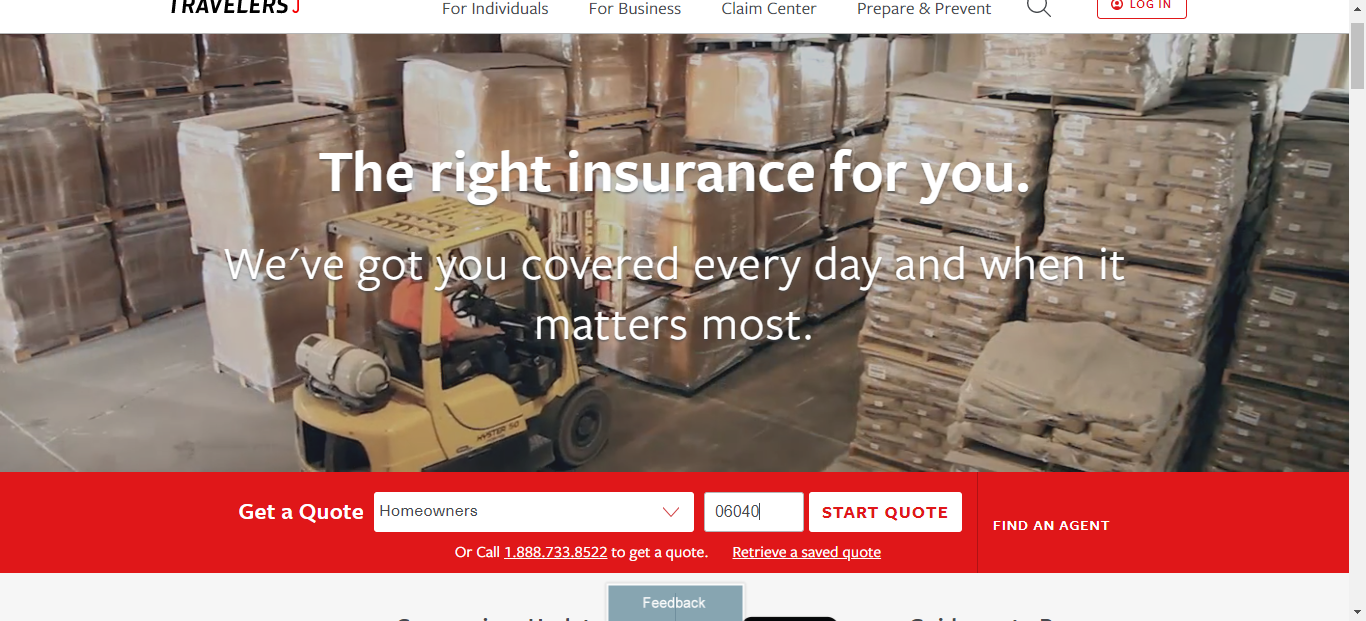 TRAVELERS
For Individuals For Business Claim Center Prepare & Prevent LOG IN
The right insurance for you.
We've got you covered every day and when it
matters most.
HYSTER 50
Get a Quote Homeowners 06040 START QUOTE FIND AN AGENT
Or Call 1.888.733.8522 to get a quote. Retrieve a saved quote
Feedback